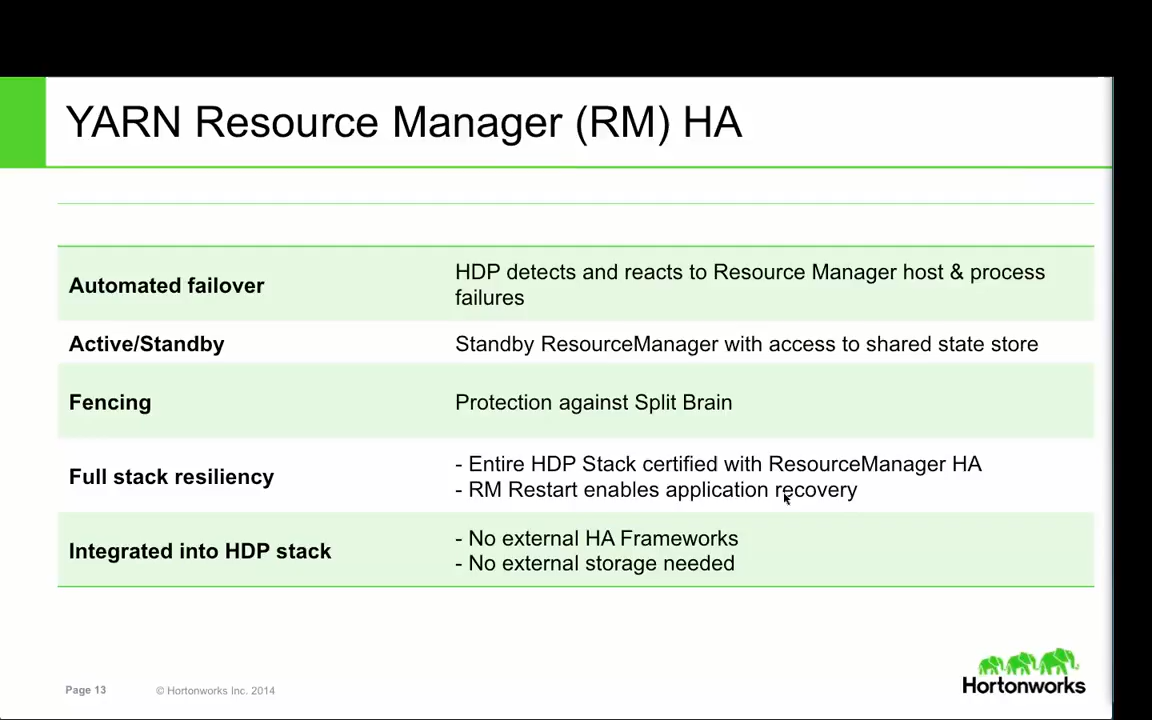 YARN Resource Manager (RM) HA
Automated failover
HDP detects and reacts to Resource Manager host & process
failures
Active/Standby
Standby ResourceManager with access to shared state store
Fencing
Protection against Split Brain
Full stack resiliency
- Entire HDP Stack certified with ResourceManager HA
- RM Restart enables application recovery
Integrated into HDP stack
- No external HA Frameworks
- No external storage needed
Page 13
© Hortonworks Inc. 2014
Hortonworks